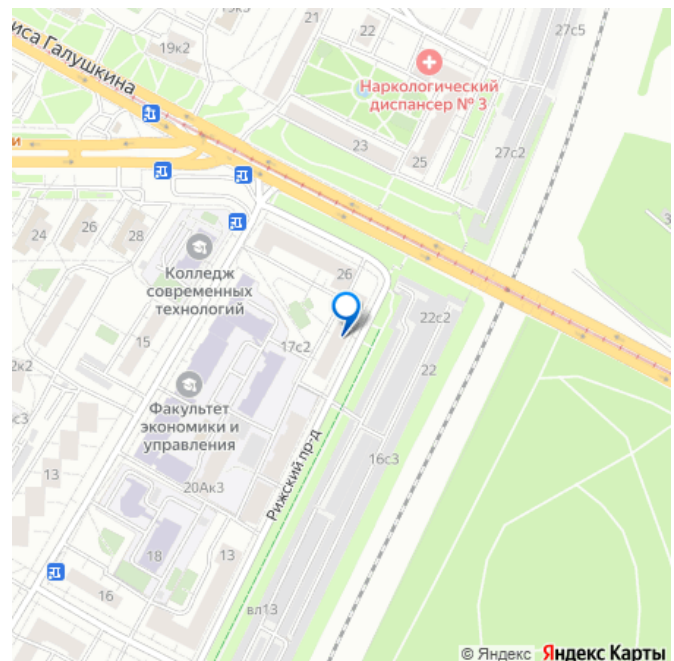 21
22
27с5
19к2
иса Галушкина
Наркологический
диспансер № 3
23
25
27с2
и
24
26
28
Колледж
современных
технологий
26
22с2
15
17с2
22
Факультет
экономики и
управления
13
16с3
Рижский пр-д
20Ак3
18
13
16
вл13
© Яндекс Яндекс Карты